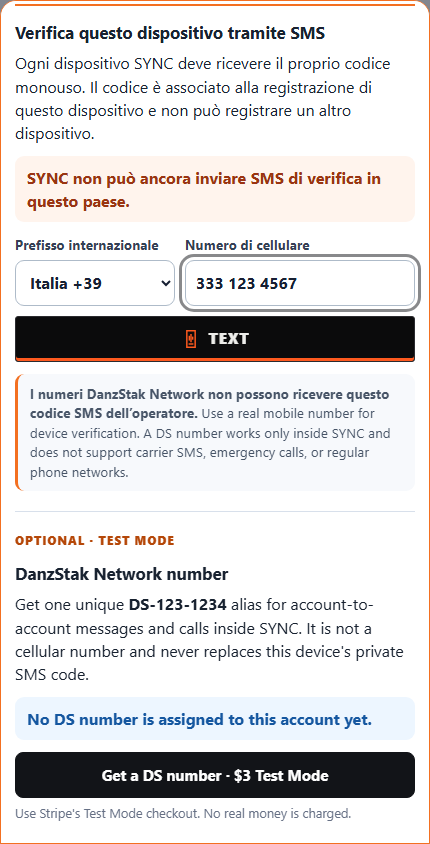 Verifica questo dispositivo tramite SMS
Ogni dispositivo SYNC deve ricevere il proprio codice
monouso. Il codice è associato alla registrazione di
questo dispositivo e non può registrare un altro
dispositivo.
SYNC non può ancora inviare SMS di verifica in
questo paese.
Prefisso internazionale
Numero di cellulare
Italia +39
333 123 4567
TEXT
I numeri DanzStak Network non possono ricevere questo
codice SMS dell’operatore. Use a real mobile number for
device verification. A DS number works only inside SYNC and
does not support carrier SMS, emergency calls, or regular
phone networks.
OPTIONAL · TEST MODE
DanzStak Network number
Get one unique DS-123-1234 alias for account-to-
account messages and calls inside SYNC. It is not a
cellular number and never replaces this device's private
SMS code.
No DS number is assigned to this account yet.
Get a DS number · $3 Test Mode
Use Stripe's Test Mode checkout. No real money is charged.